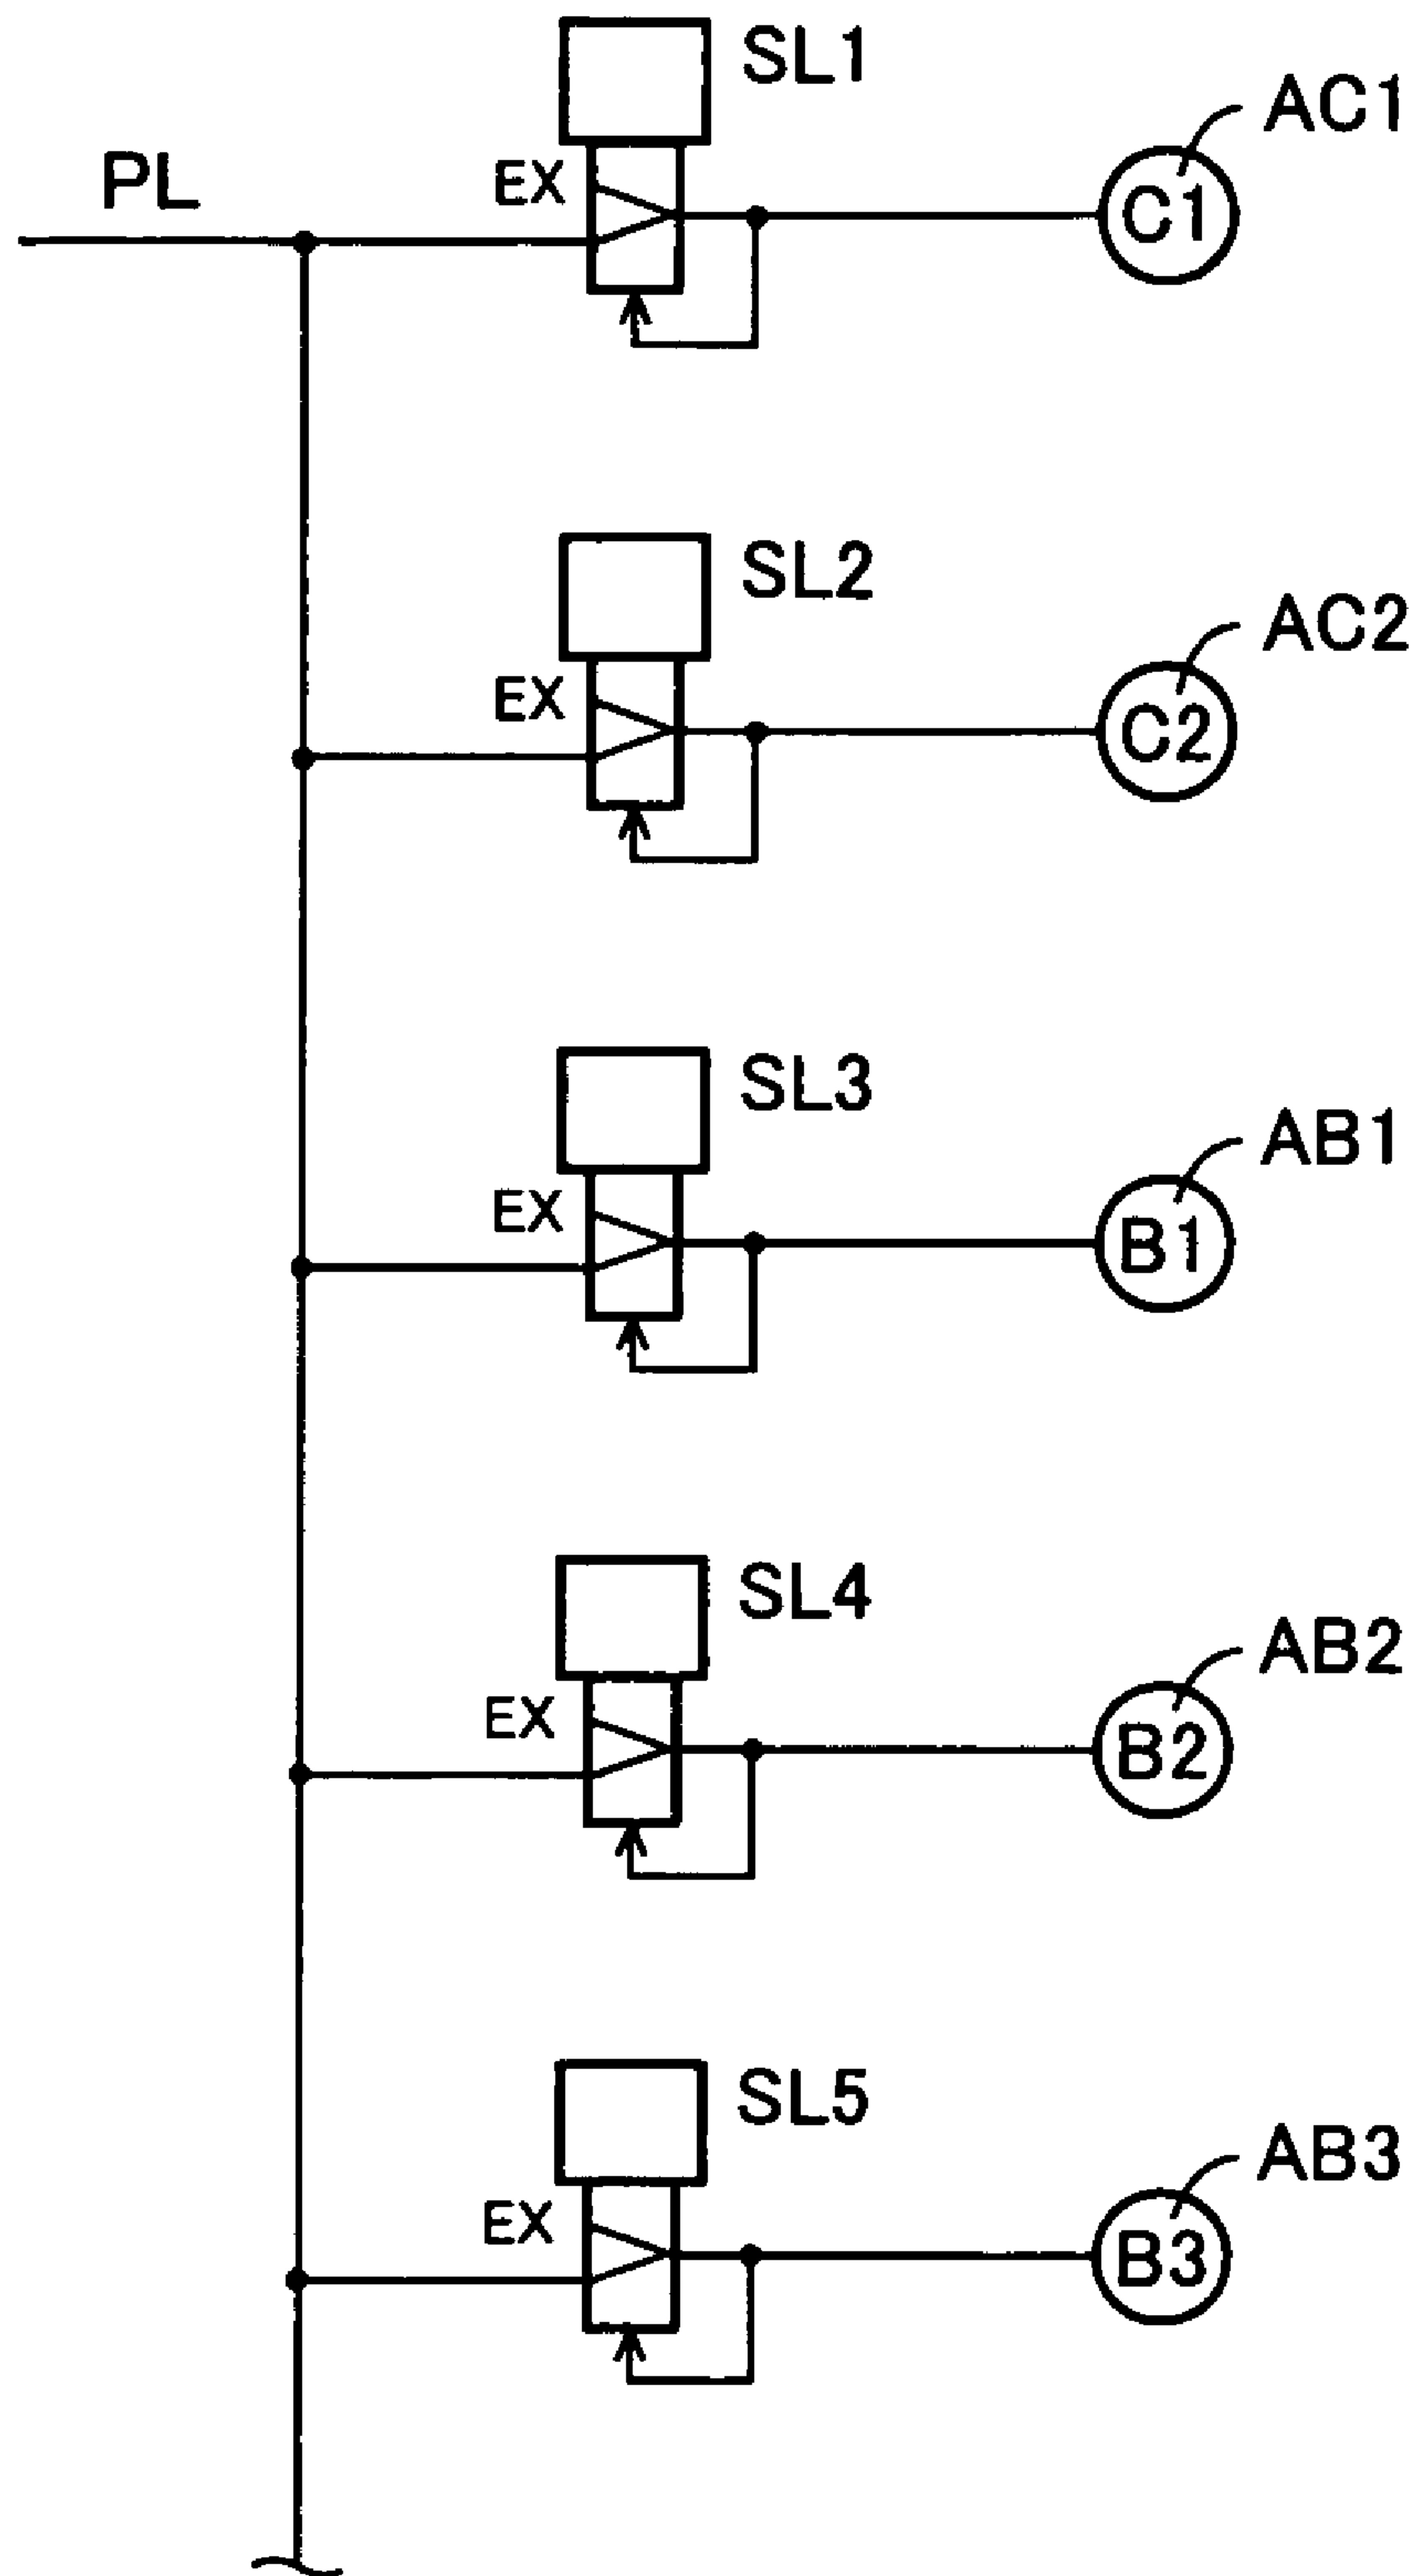 SL1
AC1
PL
EX
C1
SL2
AC2
EX
C2
SL3
AB1
EX
B1
SL4
AB2
EX
B2
SL5
AB3
EX
B3